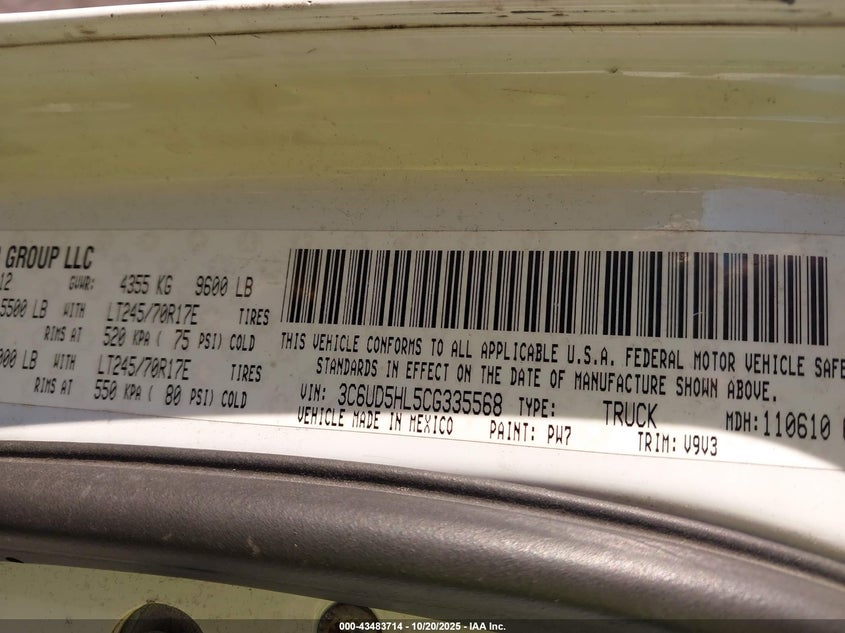 GROUP LLC
12 GVWR: 4355 KG 9600 LB
5500 LB WITH LT245/70R17E TIRES
RIMS AT 520 KPA ( 75 PSI) COLD
000 LB WITH LT245/70R17E TIRES
RIMS AT 550 KPA ( 80 PSI) COLD
THIS VEHICLE CONFORMS TO ALL APPLICABLE U.S.A. FEDERAL MOTOR VEHICLE SAFE
STANDARDS IN EFFECT ON THE DATE OF MANUFACTURE SHOWN ABOVE.
VIN: 3C6UD5HL5CG335568 TYPE: TRUCK MDH: 110610
VEHICLE MADE IN MEXICO PAINT: PW7 TRIM: V9V3
000-43483714 - 10/20/2025 - IAA Inc.